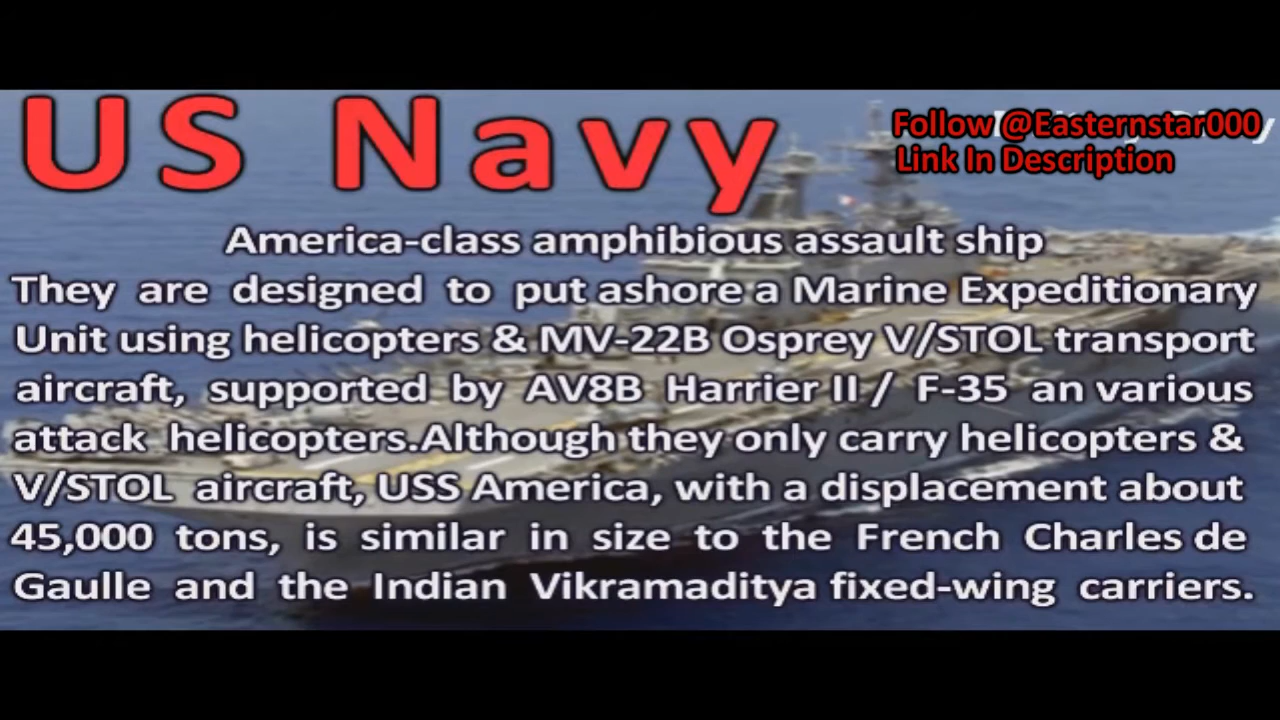 US Navy
Follow @Easternstar000
Link In Description
America-class amphibious assault ship
They are designed to put ashore a Marine Expeditionary
Unit using helicopters & MV-22B Osprey V/STOL transport
aircraft, supported by AV8B Harrier II / F-35 an various
attack helicopters.Although they only carry helicopters &
V/STOL aircraft, USS America, with a displacement about
45,000 tons, is similar in size to the French Charles de
Gaulle and the Indian Vikramaditya fixed-wing carriers.